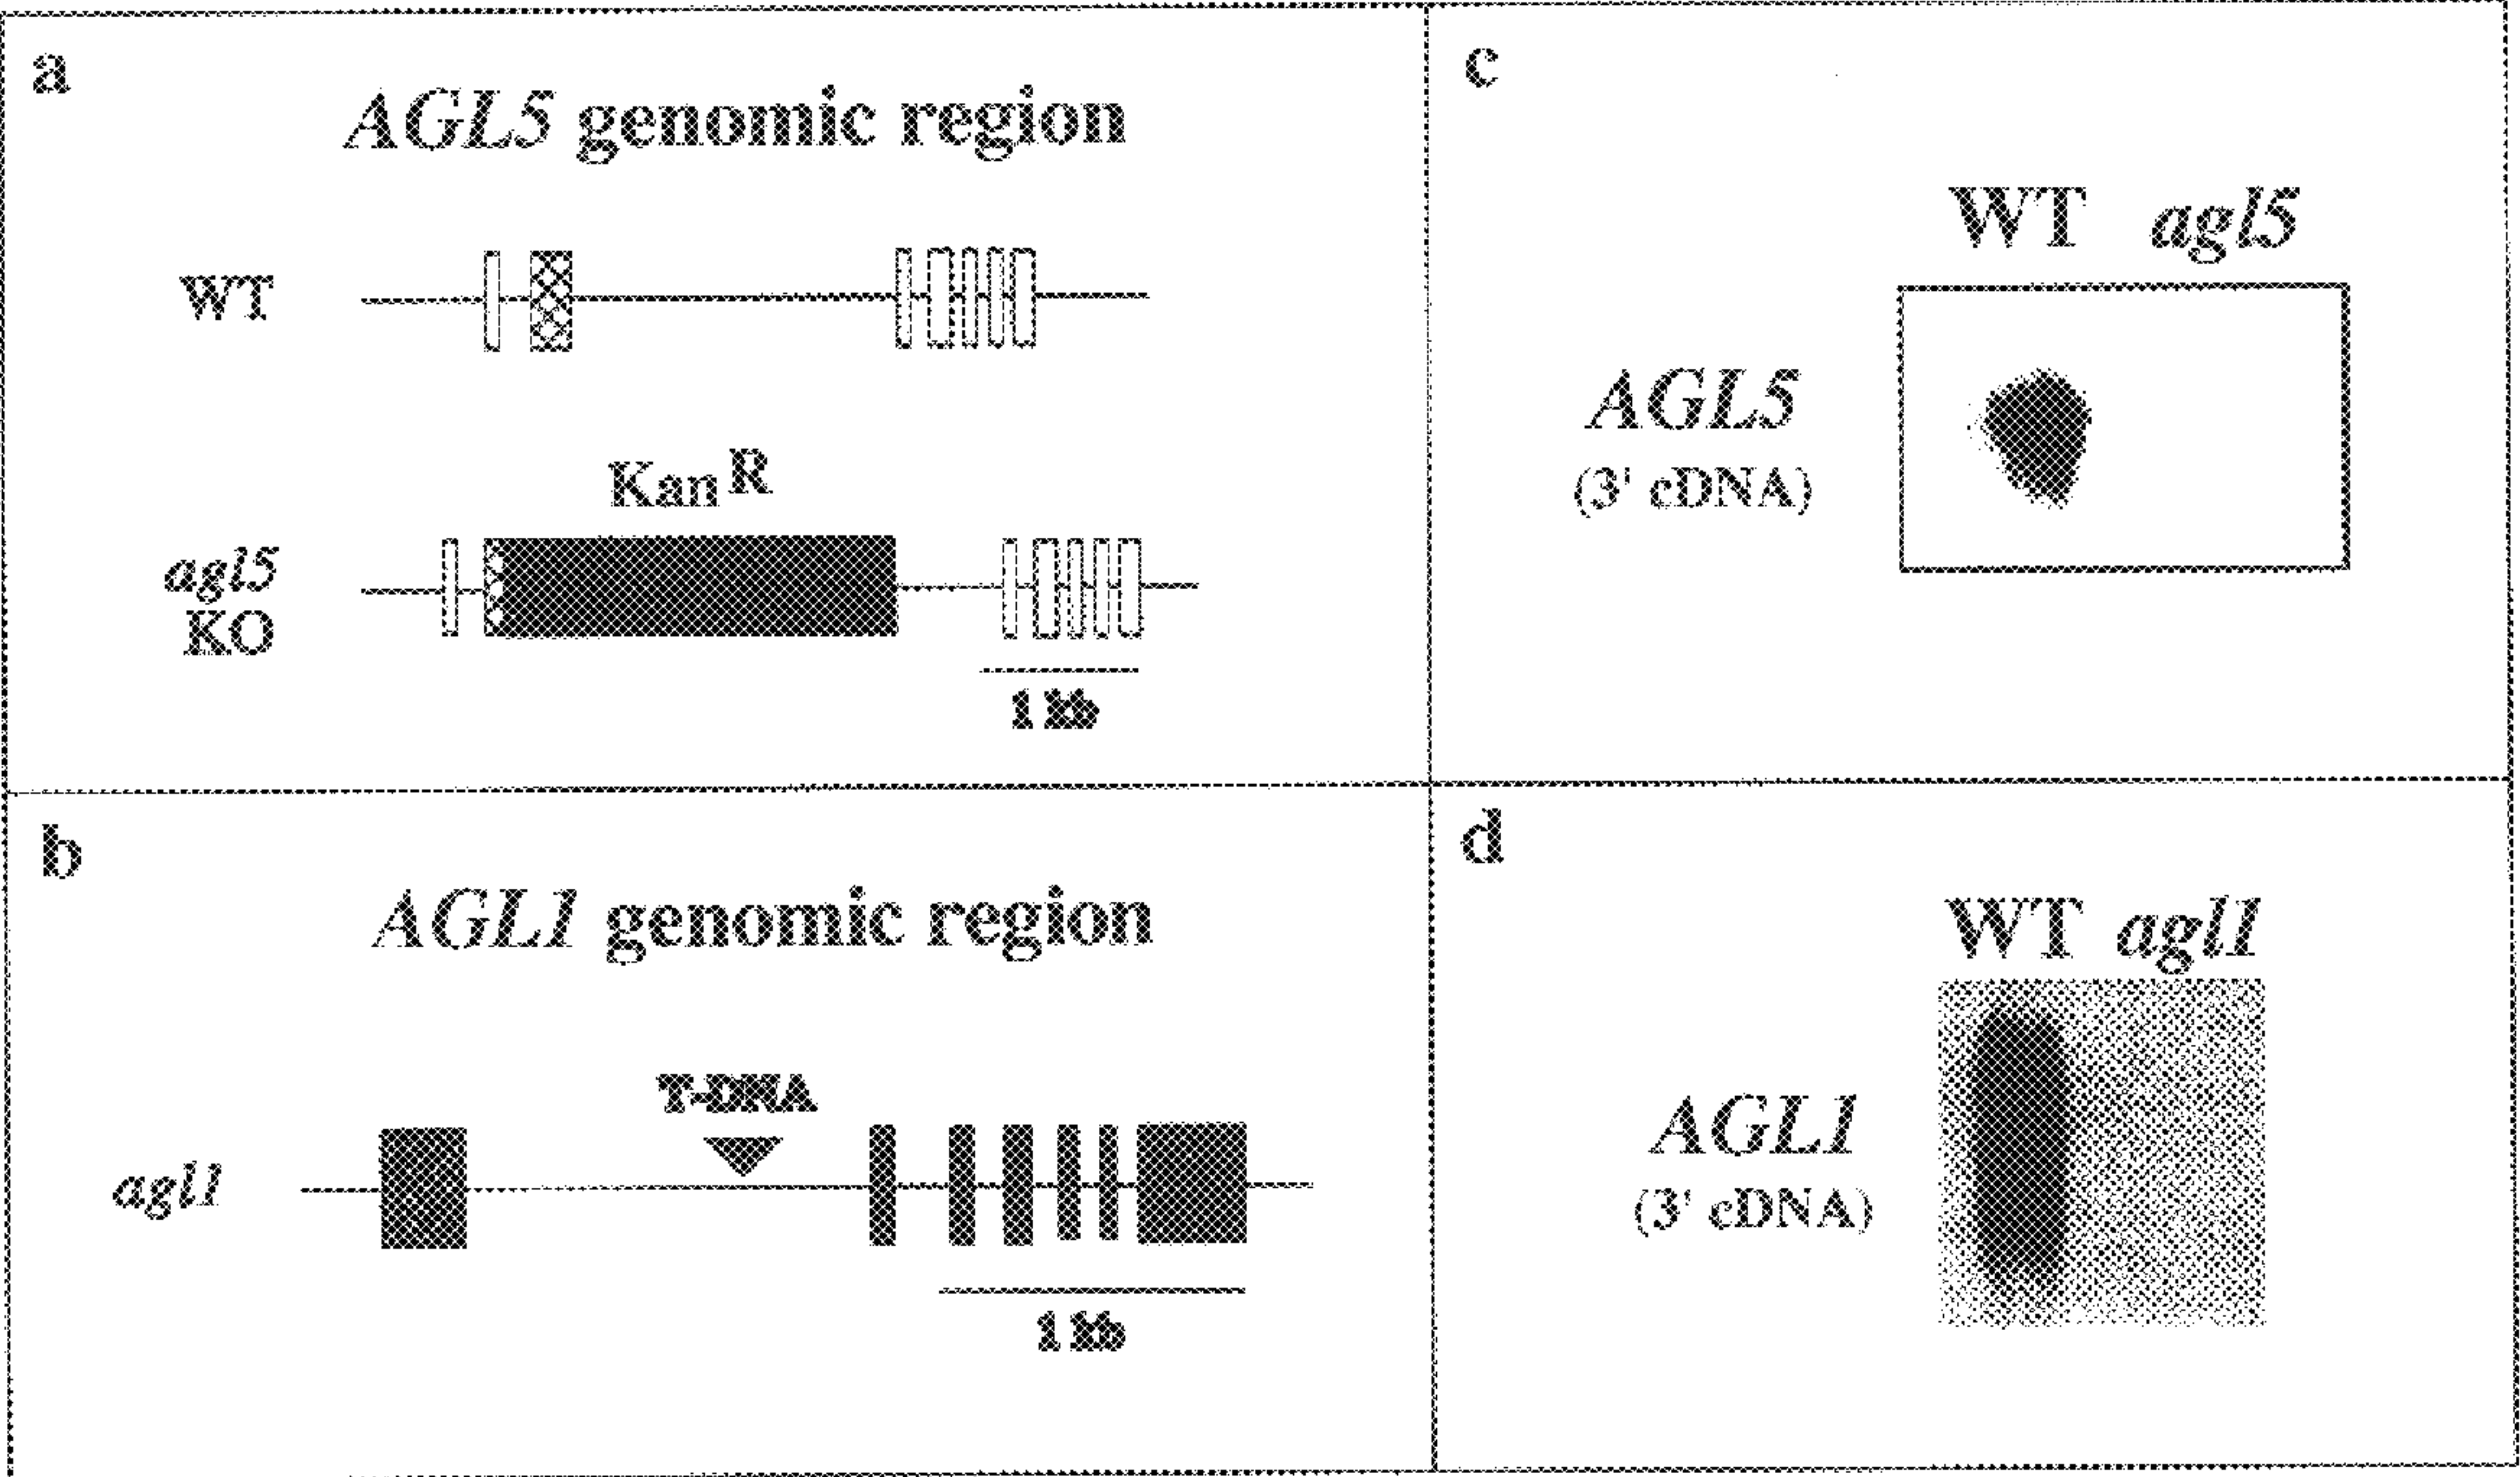 a
AGL5 genomic region
WT
Kan R
agl5
KO
1 kb
b
AGL1 genomic region
T-DNA
agl1
1 kb
c
WT agl5
AGL5
(3' cDNA)
d
WT agl1
AGL1
(3' cDNA)